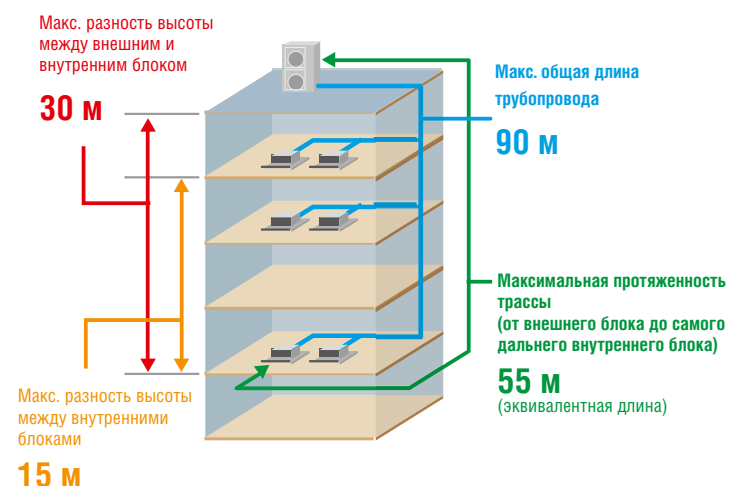 Макс. разность высоты
между внешним и
внутренним блоком
30 м
Макс. общая длина
трубопровода
90 м
Максимальная протяженность
трассы
(от внешнего блока до самого
дальнего внутреннего блока)
55 м
(эквивалентная длина)
Макс. разность высоты
между внутренними
блоками
15 м